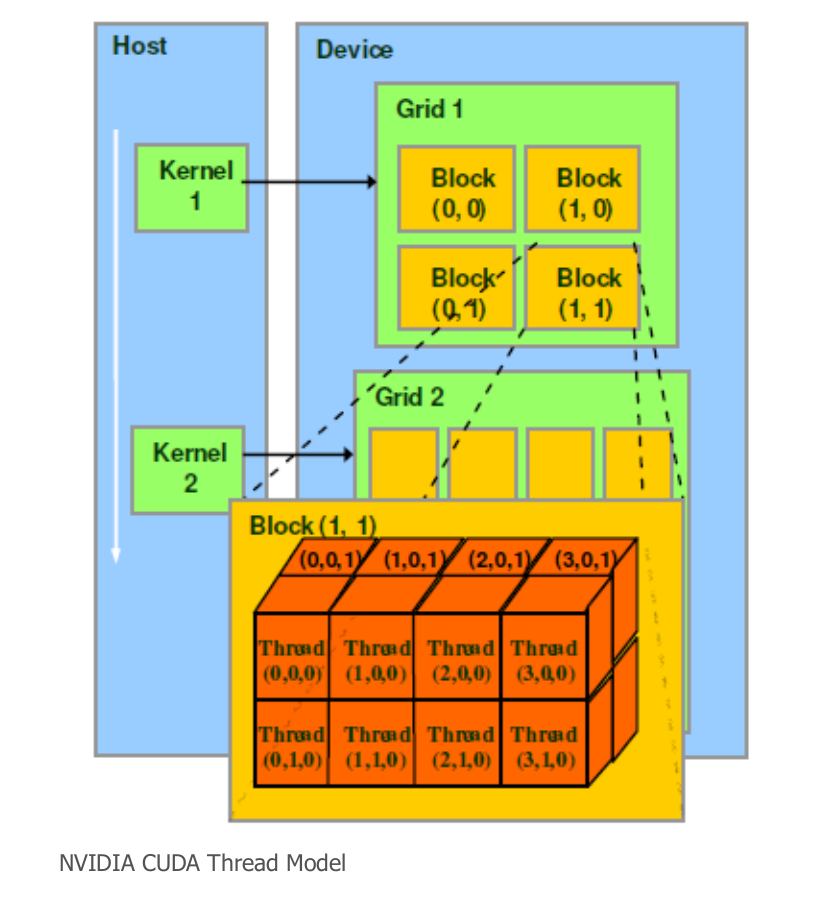 Host
Device
Grid 1
Kernel
1
Block
(0, 0)
Block
(1, 0)
Block
(0, 1)
Block
(1, 1)
Grid 2
Kernel
2
Block (1, 1)
(0,0,1)
(1,0,1)
(2,0,1)
(3,0,1)
Thread
(0,0,0)
Thread
(1,0,0)
Thread
(2,0,0)
Thread
(3,0,0)
Thread
(0,1,0)
Thread
(1,1,0)
Thread
(2,1,0)
Thread
(3,1,0)
NVIDIA CUDA Thread Model